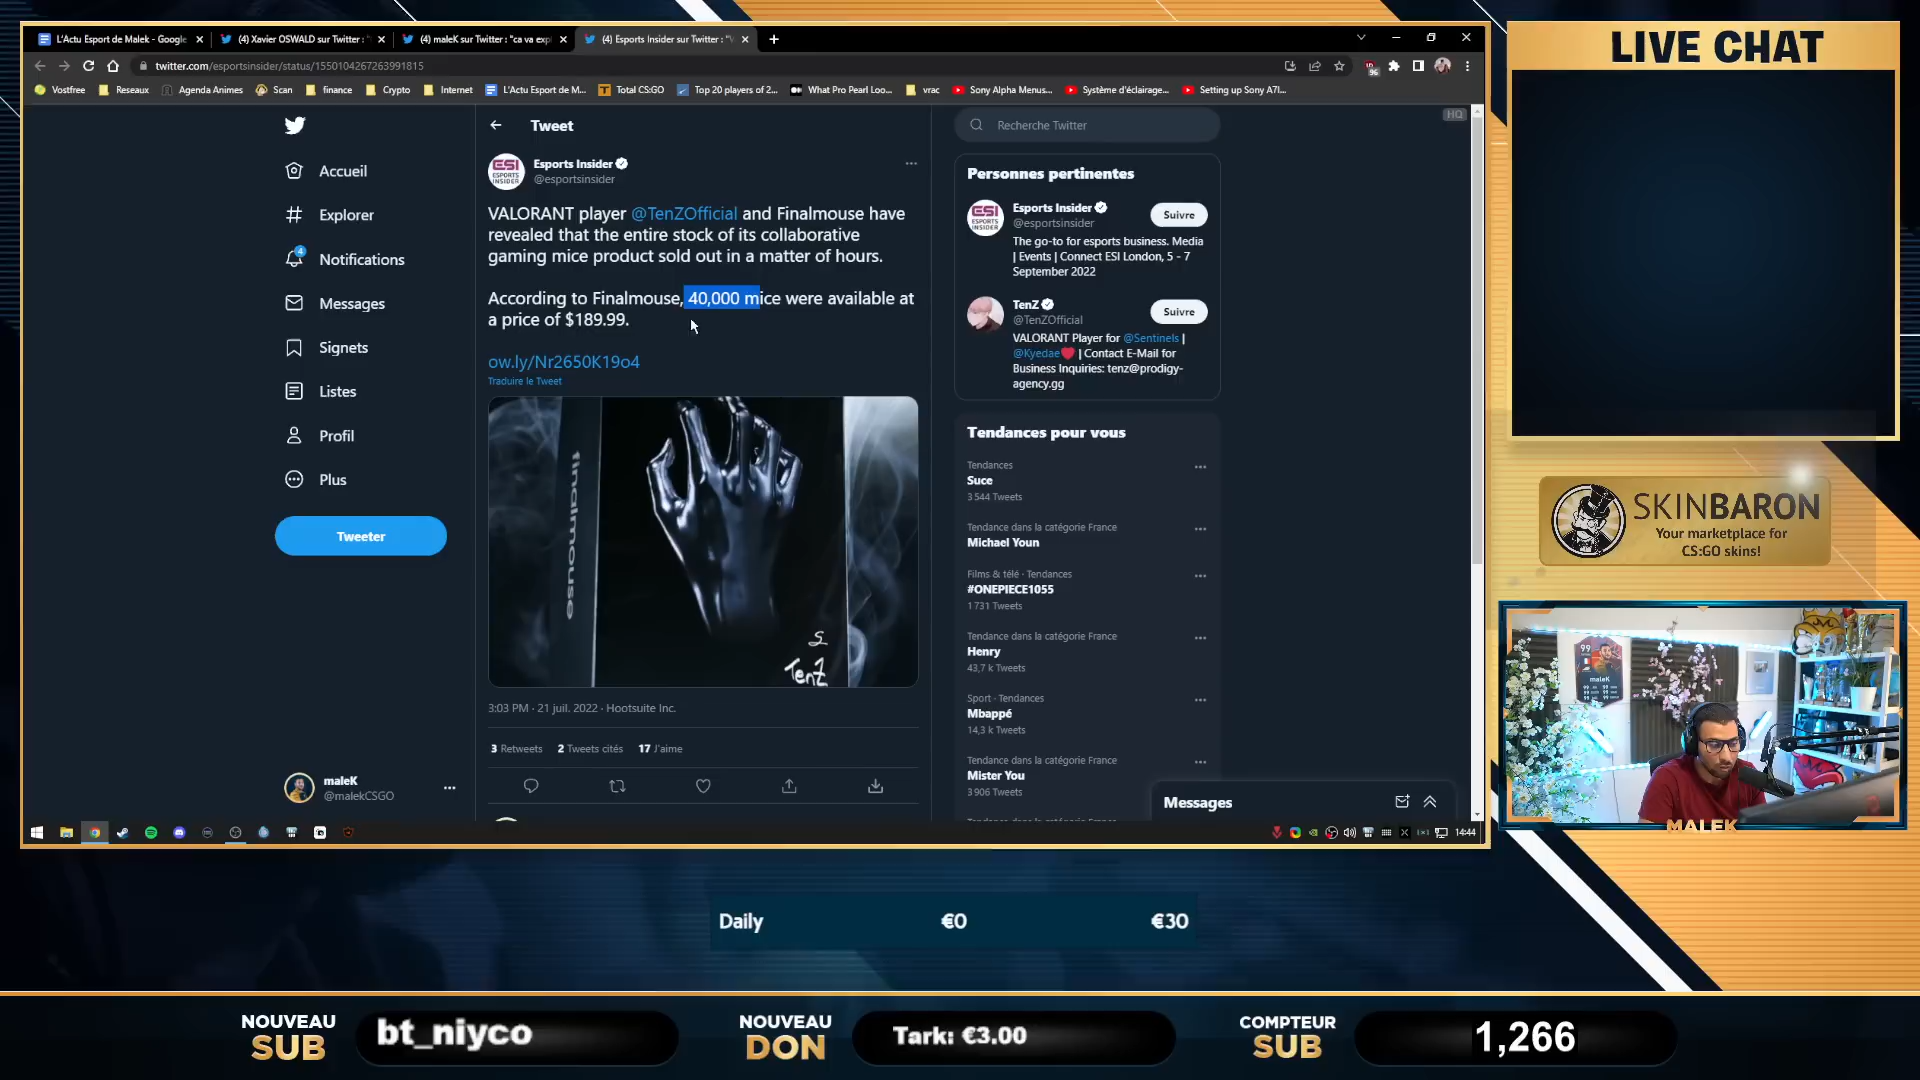 L'Actu Esport de Malek - Google
(4) Xavier OSWALD sur Twitter : "
(4) maleK sur Twitter : "ca va exp
(4) Esports Insider sur Twitter : "V
twitter.com/esportsinsider/status/1550104267263991815
Vostfree
Reseaux
Agenda Animes
Scan
finance
Crypto
Internet
L'Actu Esport de M...
Total CS:GO
Top 20 players of 2...
What Pro Pearl Loo...
vrac
Sony Alpha Menus...
Système d'éclairage...
Setting up Sony A7I...
HQ
Accueil
Explorer
4
Notifications
Messages
Signets
Listes
Profil
Plus
Tweeter
maleK
@malekCSGO
Tweet
ESI
ESPORTS
INSIDER
Esports Insider
@esportsinsider
VALORANT player @TenZOfficial and Finalmouse have
revealed that the entire stock of its collaborative
gaming mice product sold out in a matter of hours.
According to Finalmouse, 40,000 mice were available at
a price of $189.99.
ow.ly/Nr2650K19o4
Traduire le Tweet
finalmouse
TenZ
3:03 PM · 21 juil. 2022 · Hootsuite Inc.
3 Retweets
2 Tweets cités
17 J'aime
Recherche Twitter
Personnes pertinentes
ESI
ESPORTS
INSIDER
Esports Insider
@esportsinsider
Suivre
The go-to for esports business. Media
| Events | Connect ESI London, 5 - 7
September 2022
TenZ
@TenZOfficial
Suivre
VALORANT Player for @Sentinels |
@Kyedae❤️ | Contact E-Mail for
Business Inquiries: tenz@prodigy-
agency.gg
Tendances pour vous
Tendances
Suce
3 544 Tweets
Tendance dans la catégorie France
Michael Youn
Films & télé · Tendances
#ONEPIECE1055
1 731 Tweets
Tendance dans la catégorie France
Henry
43,7 k Tweets
Sport · Tendances
Mbappé
14,3 k Tweets
Tendance dans la catégorie France
Mister You
3 906 Tweets
Messages
14:44
LIVE CHAT
SKINBARON
Your marketplace for
CS:GO skins!
99
maleK
MALEK
Daily
€0
€30
NOUVEAU
SUB
bt_niyco
NOUVEAU
DON
Tark: €3.00
COMPTEUR
SUB
1,266